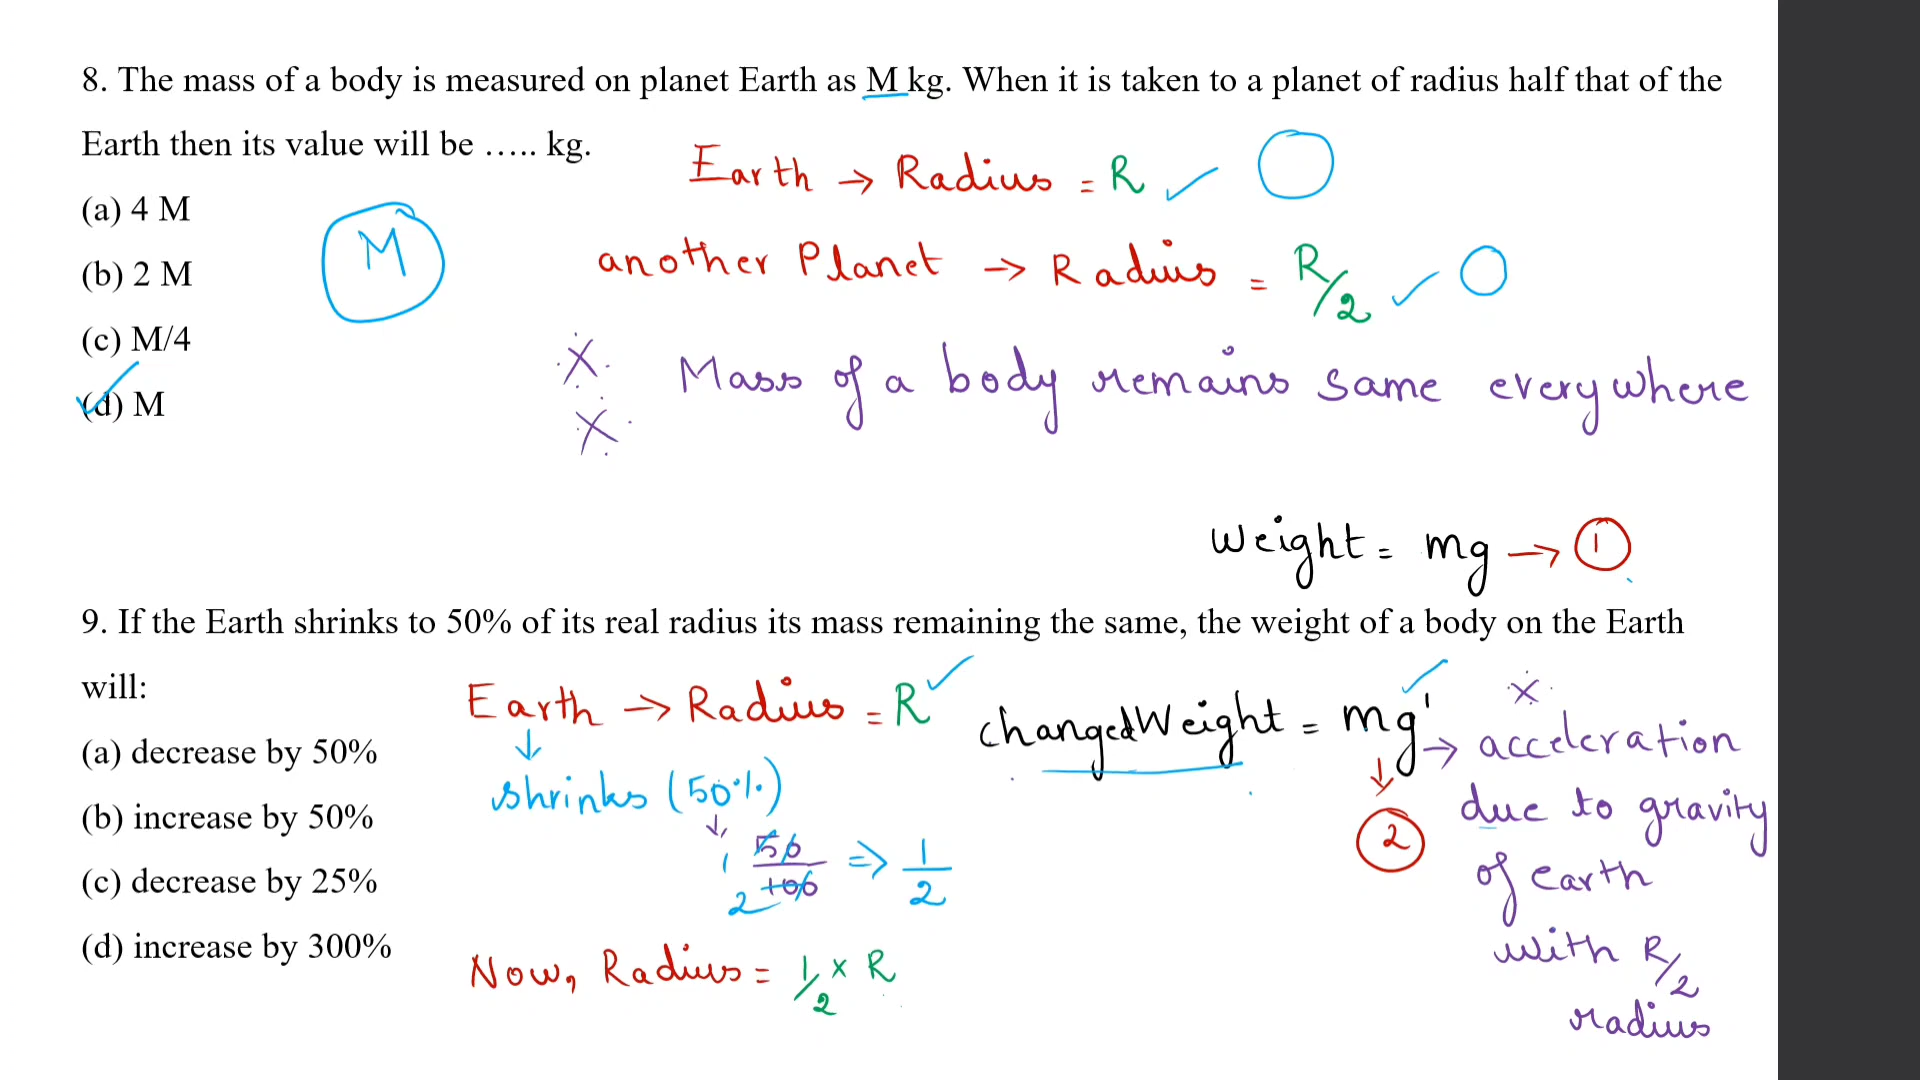 8. The mass of a body is measured on planet Earth as M kg. When it is taken to a planet of radius half that of the
Earth then its value will be ..... kg.
(a) 4 M
(b) 2 M
(c) M/4
(d) M
M
Earth → Radius = R ✓
another Planet → Radius = R/2 ✓
Mass of a body remains same everywhere
Weight = mg → 1
9. If the Earth shrinks to 50% of its real radius its mass remaining the same, the weight of a body on the Earth
will:
(a) decrease by 50%
(b) increase by 50%
(c) decrease by 25%
(d) increase by 300%
Earth → Radius = R ✓
↓
shrinks (50%)
↓
1 50/100 2 ⇒ 1/2
Now, Radius = 1/2 × R
changed Weight = mg'
↓
2
→ acceleration
due to gravity
of earth
with R/2
radius